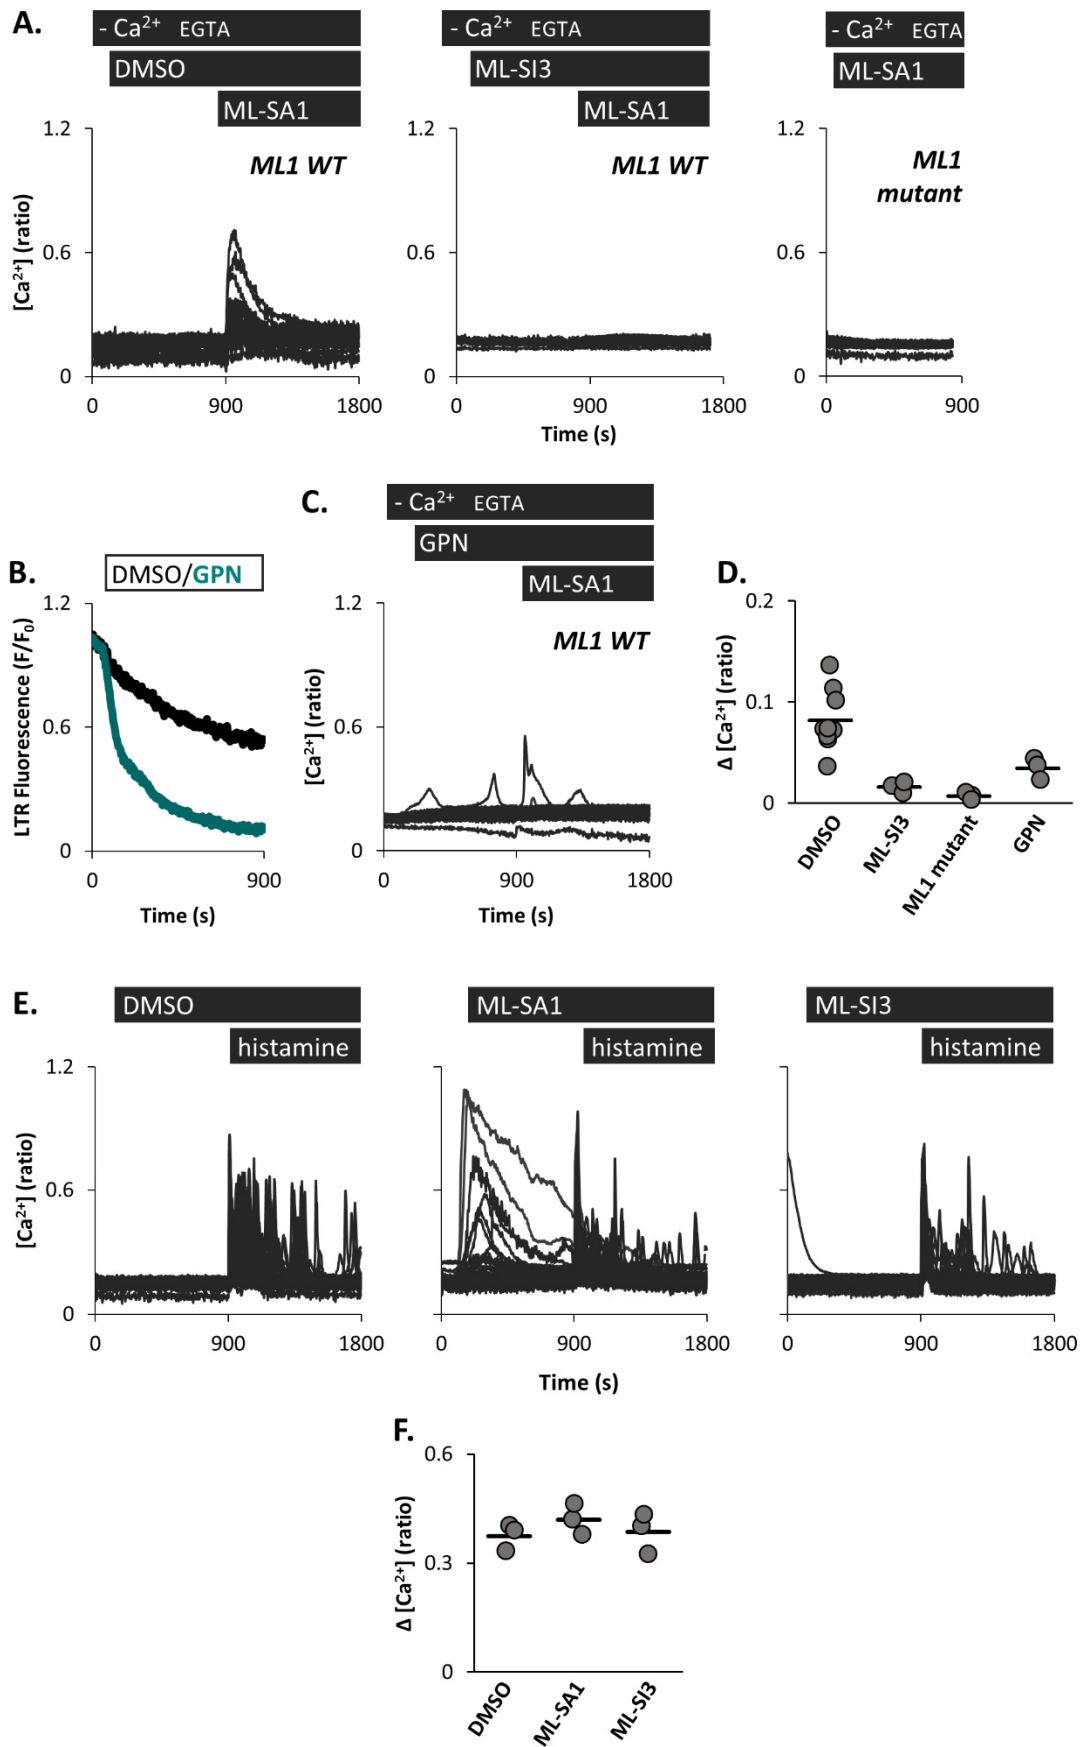 A.
- Ca²⁺ EGTA
DMSO
ML-SA1
ML1 WT
1.2
0.6
0
[Ca²⁺] (ratio)
0 900 1800
- Ca²⁺ EGTA
ML-SI3
ML-SA1
ML1 WT
1.2
0.6
0
0 900 1800
Time (s)
- Ca²⁺ EGTA
ML-SA1
ML1
mutant
1.2
0.6
0
0 900
B.
DMSO/GPN
1.2
0.6
0
LTR Fluorescence (F/F₀)
0 900
Time (s)
C.
- Ca²⁺ EGTA
GPN
ML-SA1
ML1 WT
1.2
0.6
0
[Ca²⁺] (ratio)
0 900 1800
Time (s)
D.
0.2
0.1
0
Δ [Ca²⁺] (ratio)
DMSO
ML-SI3
ML1 mutant
GPN
E.
DMSO
histamine
1.2
0.6
0
[Ca²⁺] (ratio)
0 900 1800
ML-SA1
histamine
0 900 1800
Time (s)
ML-SI3
histamine
0 900 1800
F.
0.6
0.3
0
Δ [Ca²⁺] (ratio)
DMSO
ML-SA1
ML-SI3